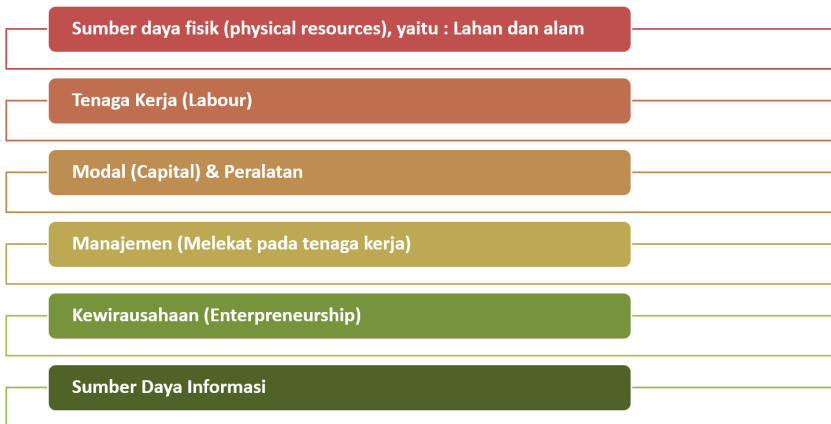 Sumber daya fisik (physical resources), yaitu : Lahan dan alam
Tenaga Kerja (Labour)
Modal (Capital) & Peralatan
Manajemen (Melekat pada tenaga kerja)
Kewirausahaan (Enterpreneurship)
Sumber Daya Informasi